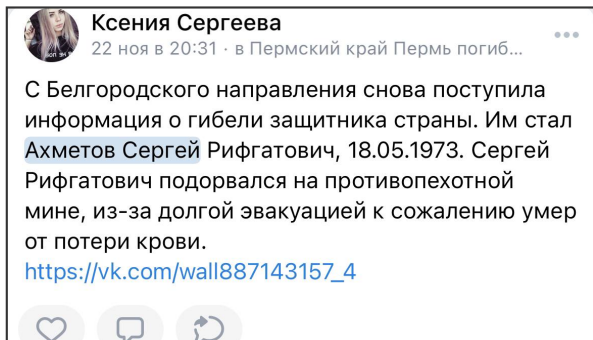 Ксения Сергеева
22 ноя в 20:31 · в Пермский край Пермь погиб...
С Белгородского направления снова поступила
информация о гибели защитника страны. Им стал
Ахметов Сергей Рифгатович, 18.05.1973. Сергей
Рифгатович подорвался на противопехотной
мине, из-за долгой эвакуацией к сожалению умер
от потери крови.
https://vk.com/wall887143157_4